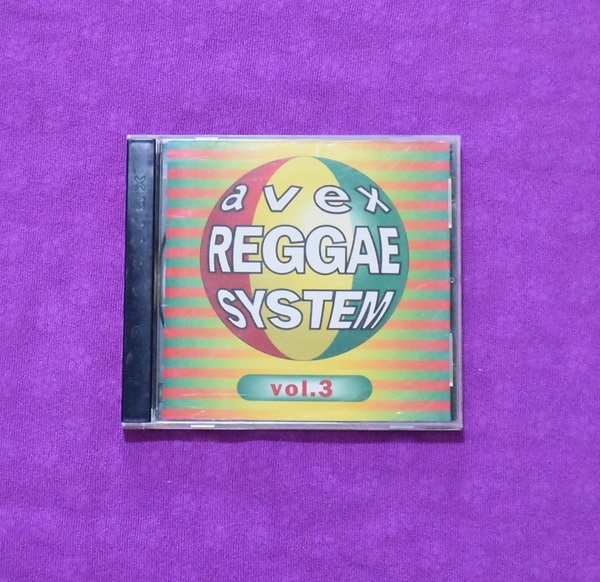 avex
REGGAE
SYSTEM
vol.3